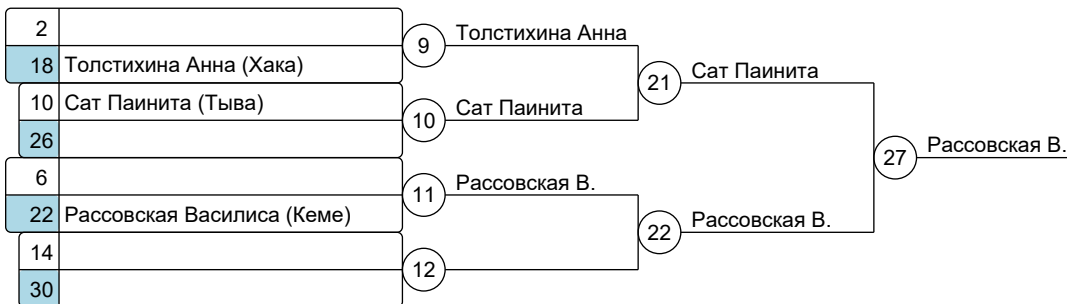 2
9
Толстихина Анна
18 Толстихина Анна (Хака)
21
Сат Паинита
10 Сат Паинита (Тыва)
10
Сат Паинита
26
27
Рассовская В.
6
11
Рассовская В.
22 Рассовская Василиса (Кеме)
22
Рассовская В.
14
12
30